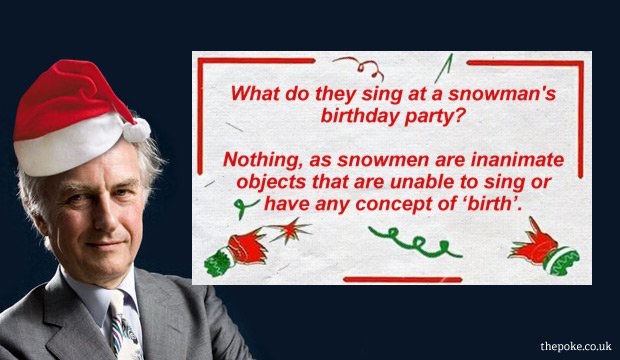 What do they sing at a snowman's
birthday party?
Nothing, as snowmen are inanimate
objects that are unable to sing or
have any concept of ‘birth’.
thepoke.co.uk